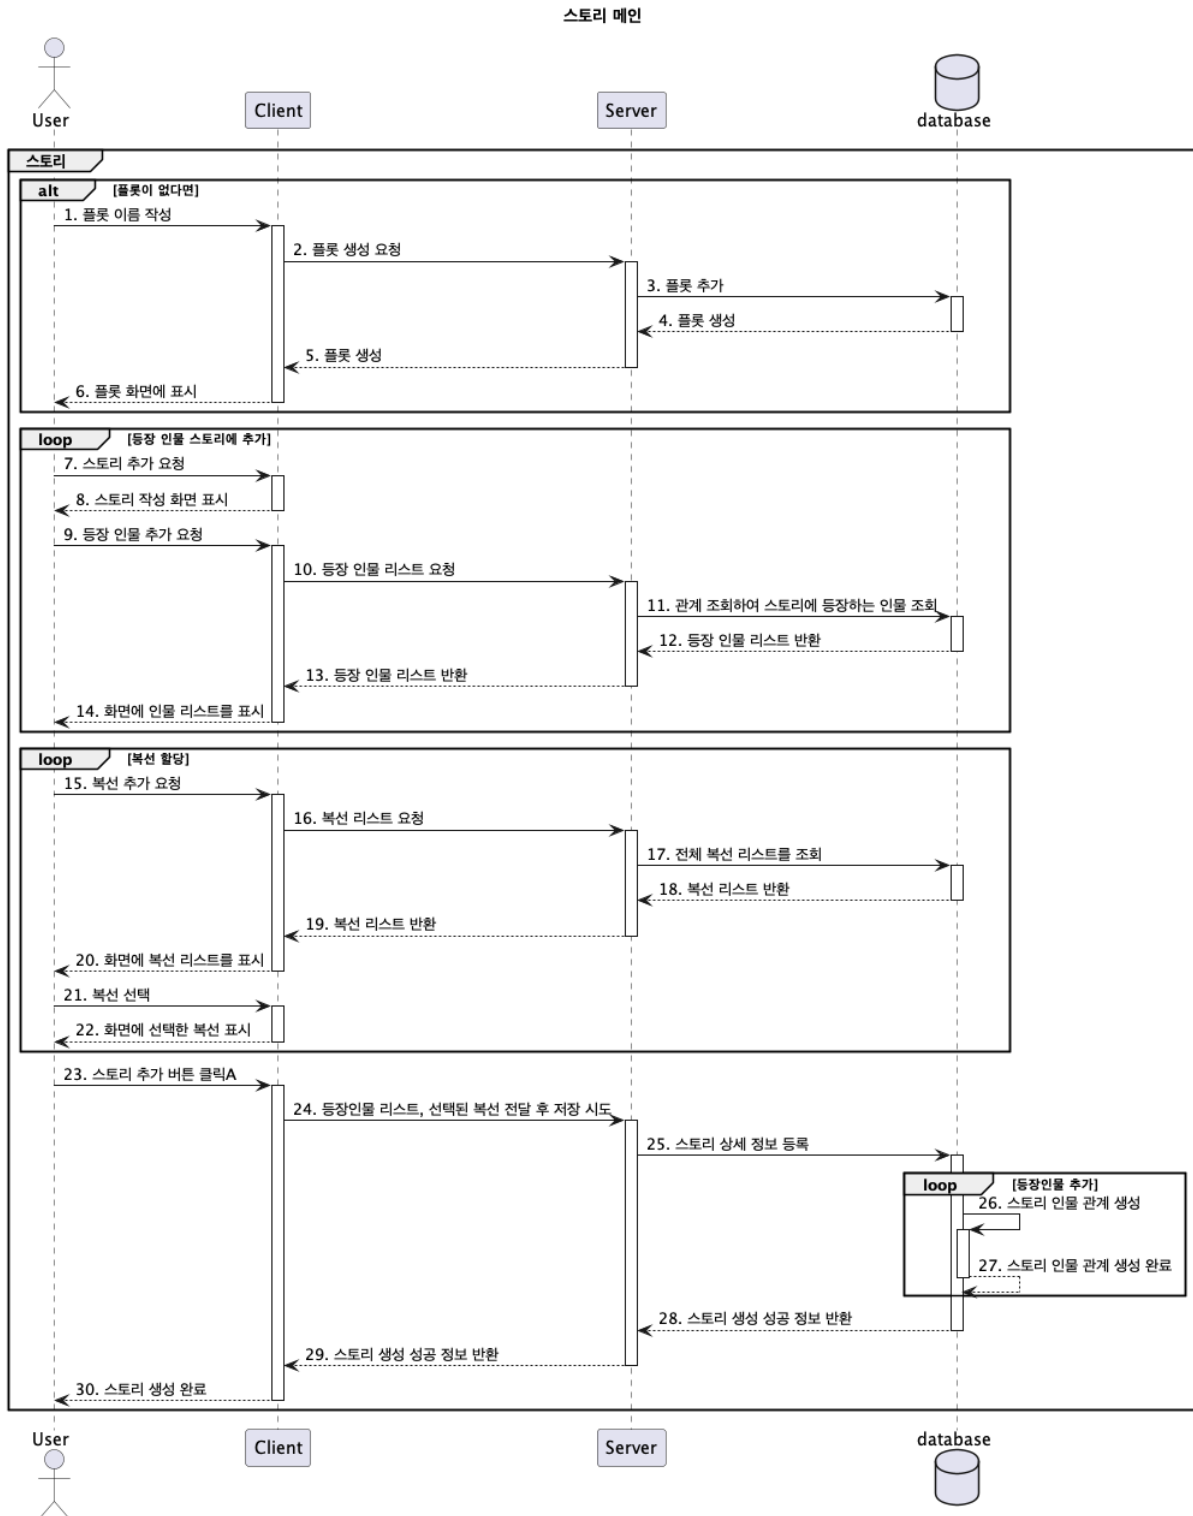 스토리 메인
User
Client
Server
database
스토리
alt [플롯이 없다면]
1. 플롯 이름 작성
2. 플롯 생성 요청
3. 플롯 추가
4. 플롯 생성
5. 플롯 생성
6. 플롯 화면에 표시
loop [등장 인물 스토리에 추가]
7. 스토리 추가 요청
8. 스토리 작성 화면 표시
9. 등장 인물 추가 요청
10. 등장 인물 리스트 요청
11. 관계 조회하여 스토리에 등장하는 인물 조회
12. 등장 인물 리스트 반환
13. 등장 인물 리스트 반환
14. 화면에 인물 리스트를 표시
loop [복선 할당]
15. 복선 추가 요청
16. 복선 리스트 요청
17. 전체 복선 리스트를 조회
18. 복선 리스트 반환
19. 복선 리스트 반환
20. 화면에 복선 리스트를 표시
21. 복선 선택
22. 화면에 선택한 복선 표시
23. 스토리 추가 버튼 클릭A
24. 등장인물 리스트, 선택된 복선 전달 후 저장 시도
25. 스토리 상세 정보 등록
loop [등장인물 추가]
26. 스토리 인물 관계 생성
27. 스토리 인물 관계 생성 완료
28. 스토리 생성 성공 정보 반환
29. 스토리 생성 성공 정보 반환
30. 스토리 생성 완료
User
Client
Server
database